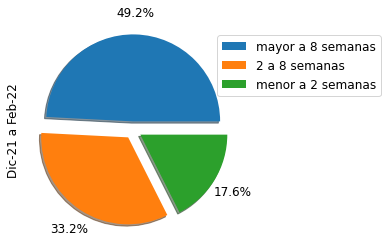 49.2%
mayor a 8 semanas
2 a 8 semanas
menor a 2 semanas
Dic-21 a Feb-22
17.6%
33.2%